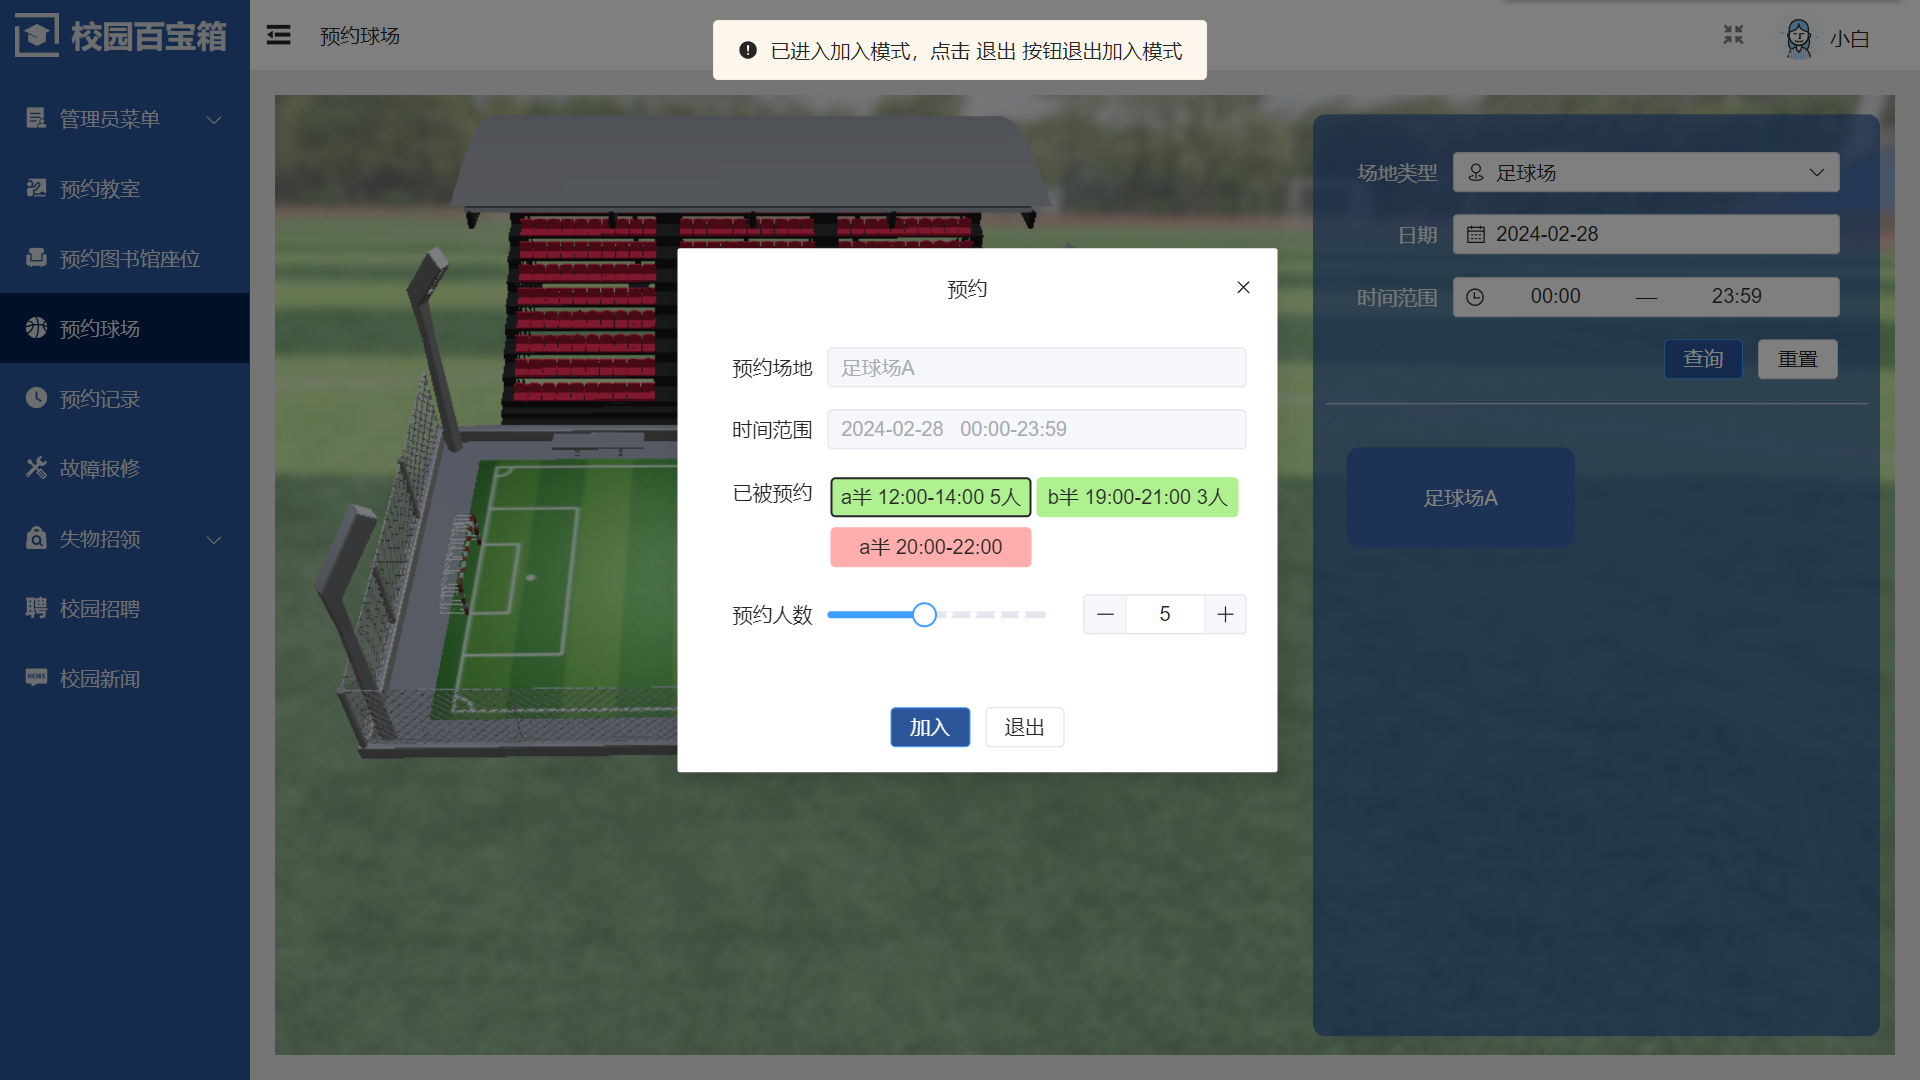 校园百宝箱
预约球场
已进入加入模式，点击 退出 按钮退出加入模式
小白
管理员菜单
预约教室
预约图书馆座位
预约球场
预约记录
故障报修
失物招领
校园招聘
校园新闻
场地类型 足球场
日期 2024-02-28
时间范围 00:00 — 23:59
查询 重置
足球场A
预约
预约场地 足球场A
时间范围 2024-02-28 00:00-23:59
已被预约 a半 12:00-14:00 5人 b半 19:00-21:00 3人
a半 20:00-22:00
预约人数 5
加入 退出